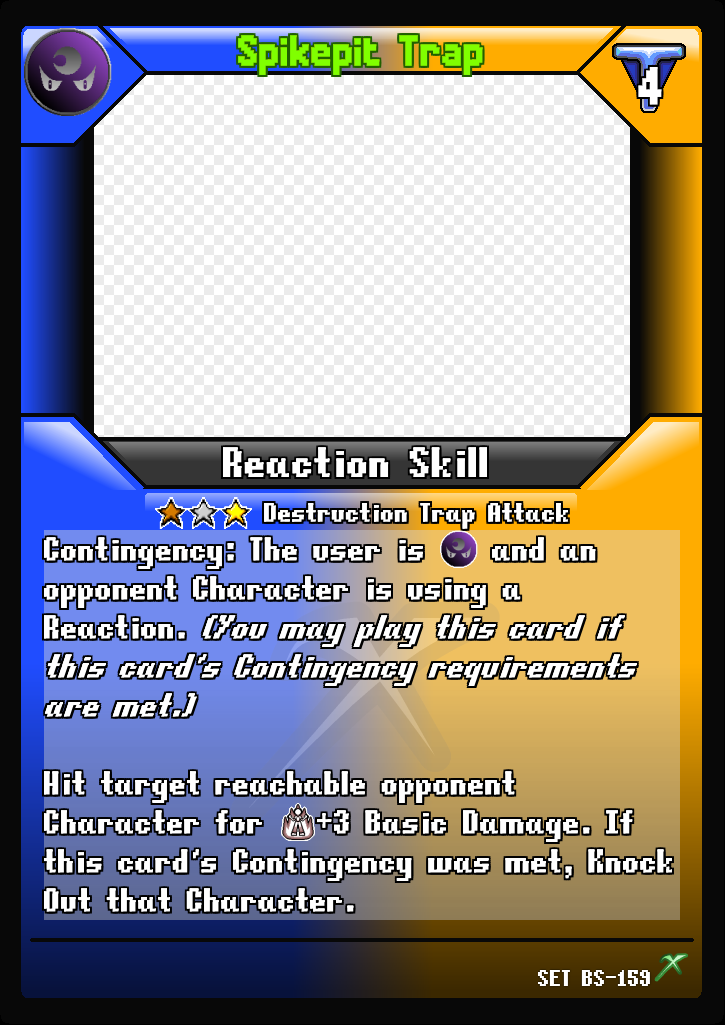 Spikepit Trap
4
Reaction Skill
Destruction Trap Attack
Contingency: The user is and an
opponent Character is using a
Reaction. (You may play this card if
this card's Contingency requirements
are met.)
Hit target reachable opponent
Character for +3 Basic Damage. If
this card's Contingency was met, Knock
Out that Character.
SET BS-159